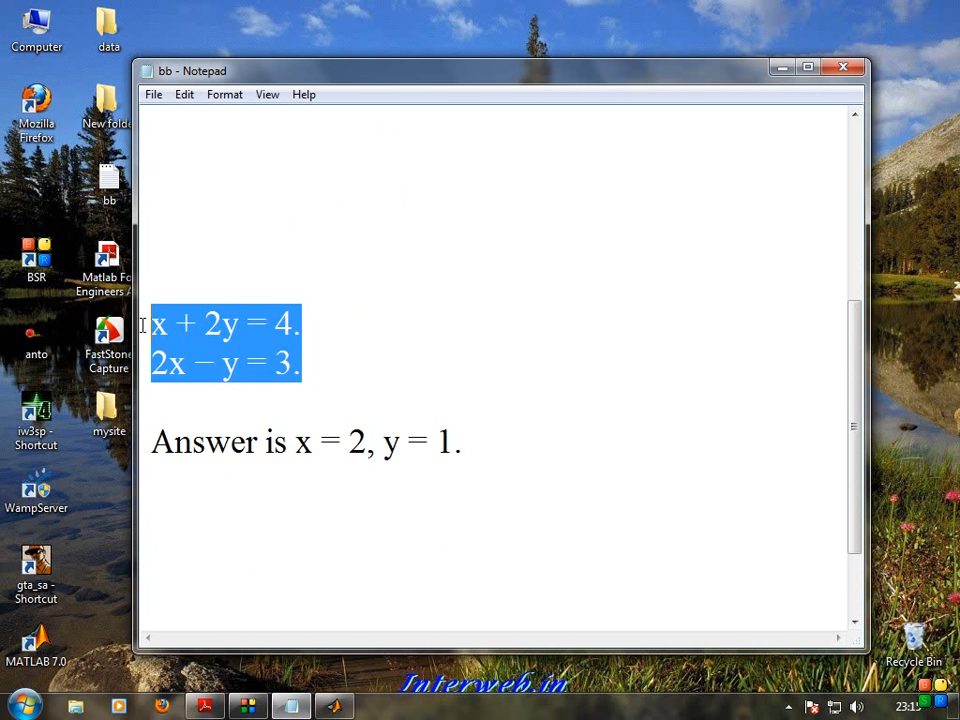 Computer
data
bb - Notepad
File Edit Format View Help
Mozilla
Firefox
New folde
bb
BSR
Matlab Fo
Engineers A
x + 2y = 4.
2x − y = 3.
anto
FastStone
Capture
iw3sp -
Shortcut
mysite
Answer is x = 2, y = 1.
WampServer
gta_sa -
Shortcut
MATLAB 7.0
Recycle Bin
Interweb.in
B
S R